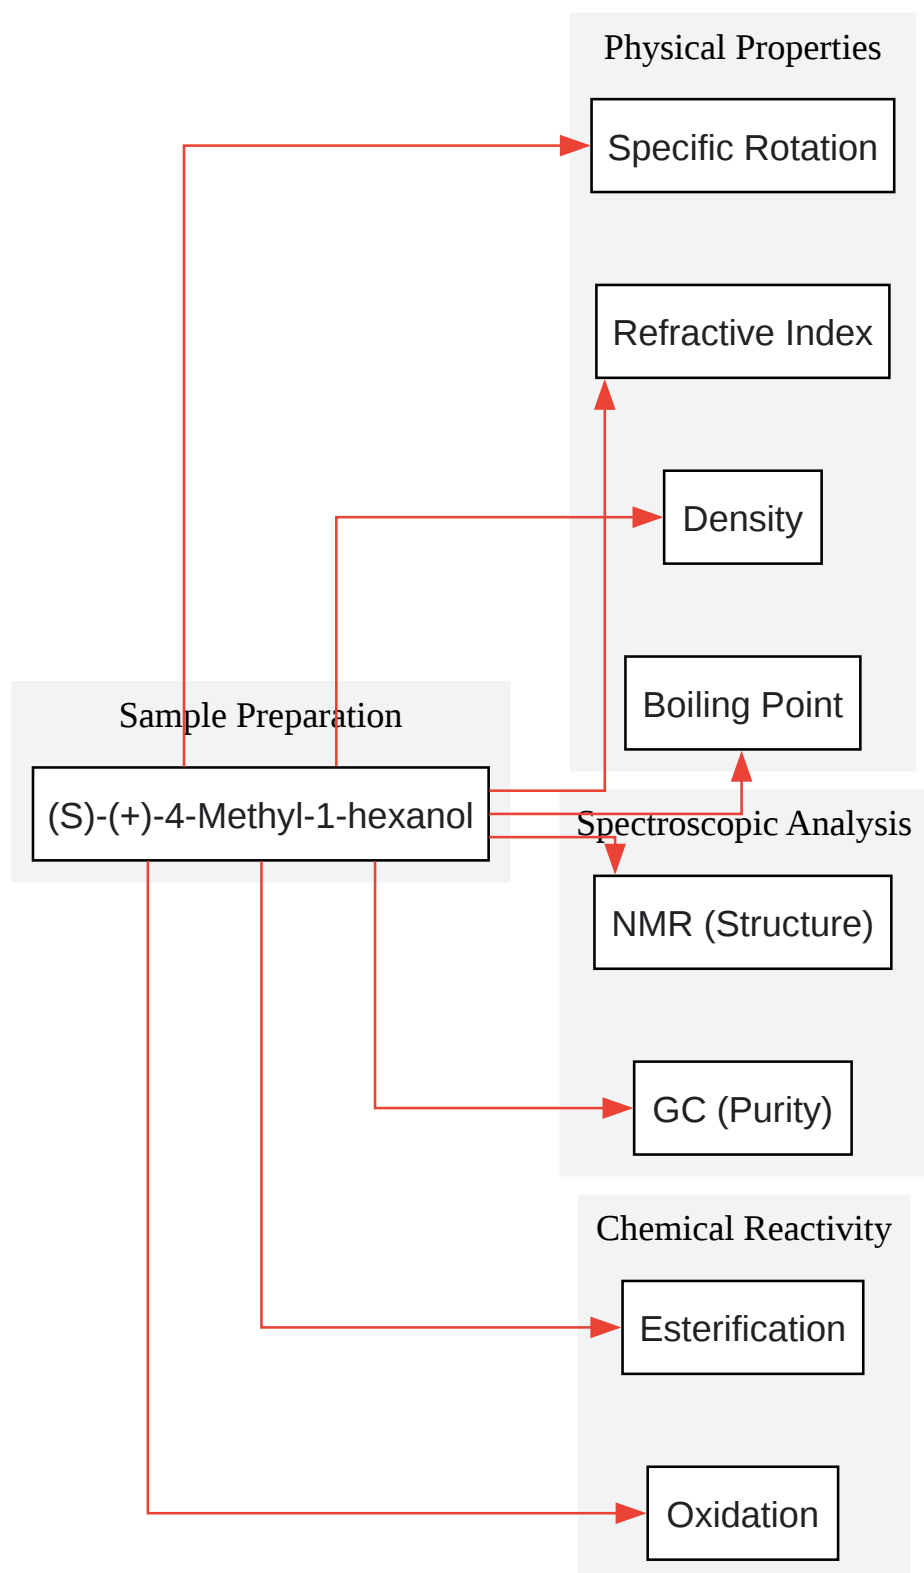 Physical Properties
Specific Rotation
Refractive Index
Density
Boiling Point
Sample Preparation
(S)-(+)-4-Methyl-1-hexanol
Spectroscopic Analysis
NMR (Structure)
GC (Purity)
Chemical Reactivity
Esterification
Oxidation